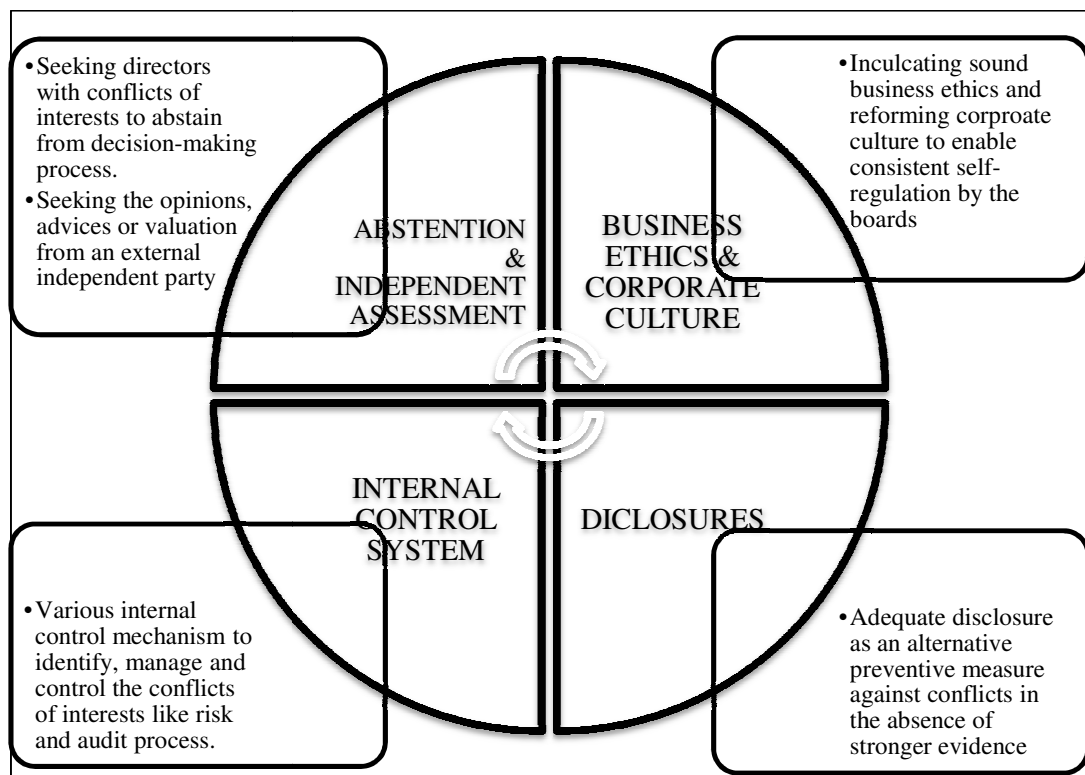 •Seeking directors
with conflicts of
interests to abstain
from decision-making
process.
•Seeking the opinions,
advices or valuation
from an external
independent party
ABSTENTION
&
INDEPENDENT
ASSESSMENT
BUSINESS
ETHICS &
CORPORATE
CULTURE
•Inculcating sound
business ethics and
reforming corproate
culture to enable
consistent self-
regulation by the
boards
INTERNAL
CONTROL
SYSTEM
•Various internal
control mechanism to
identify, manage and
control the conflicts
of interests like risk
and audit process.
DICLOSURES
•Adequate disclosure
as an alternative
preventive measure
against conflicts in
the absence of
stronger evidence